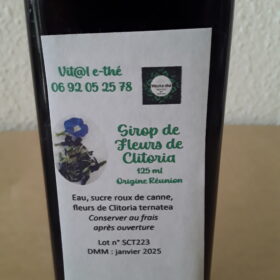 Vit@l e-thé
06 92 05 25 78
Sirop de
Fleurs de
Clitoria
125 ml
Origine Réunion
Eau, sucre roux de canne,
fleurs de Clitoria ternatea
Conserver au frais
après ouverture
Lot n° SCT223
DMM : janvier 2025